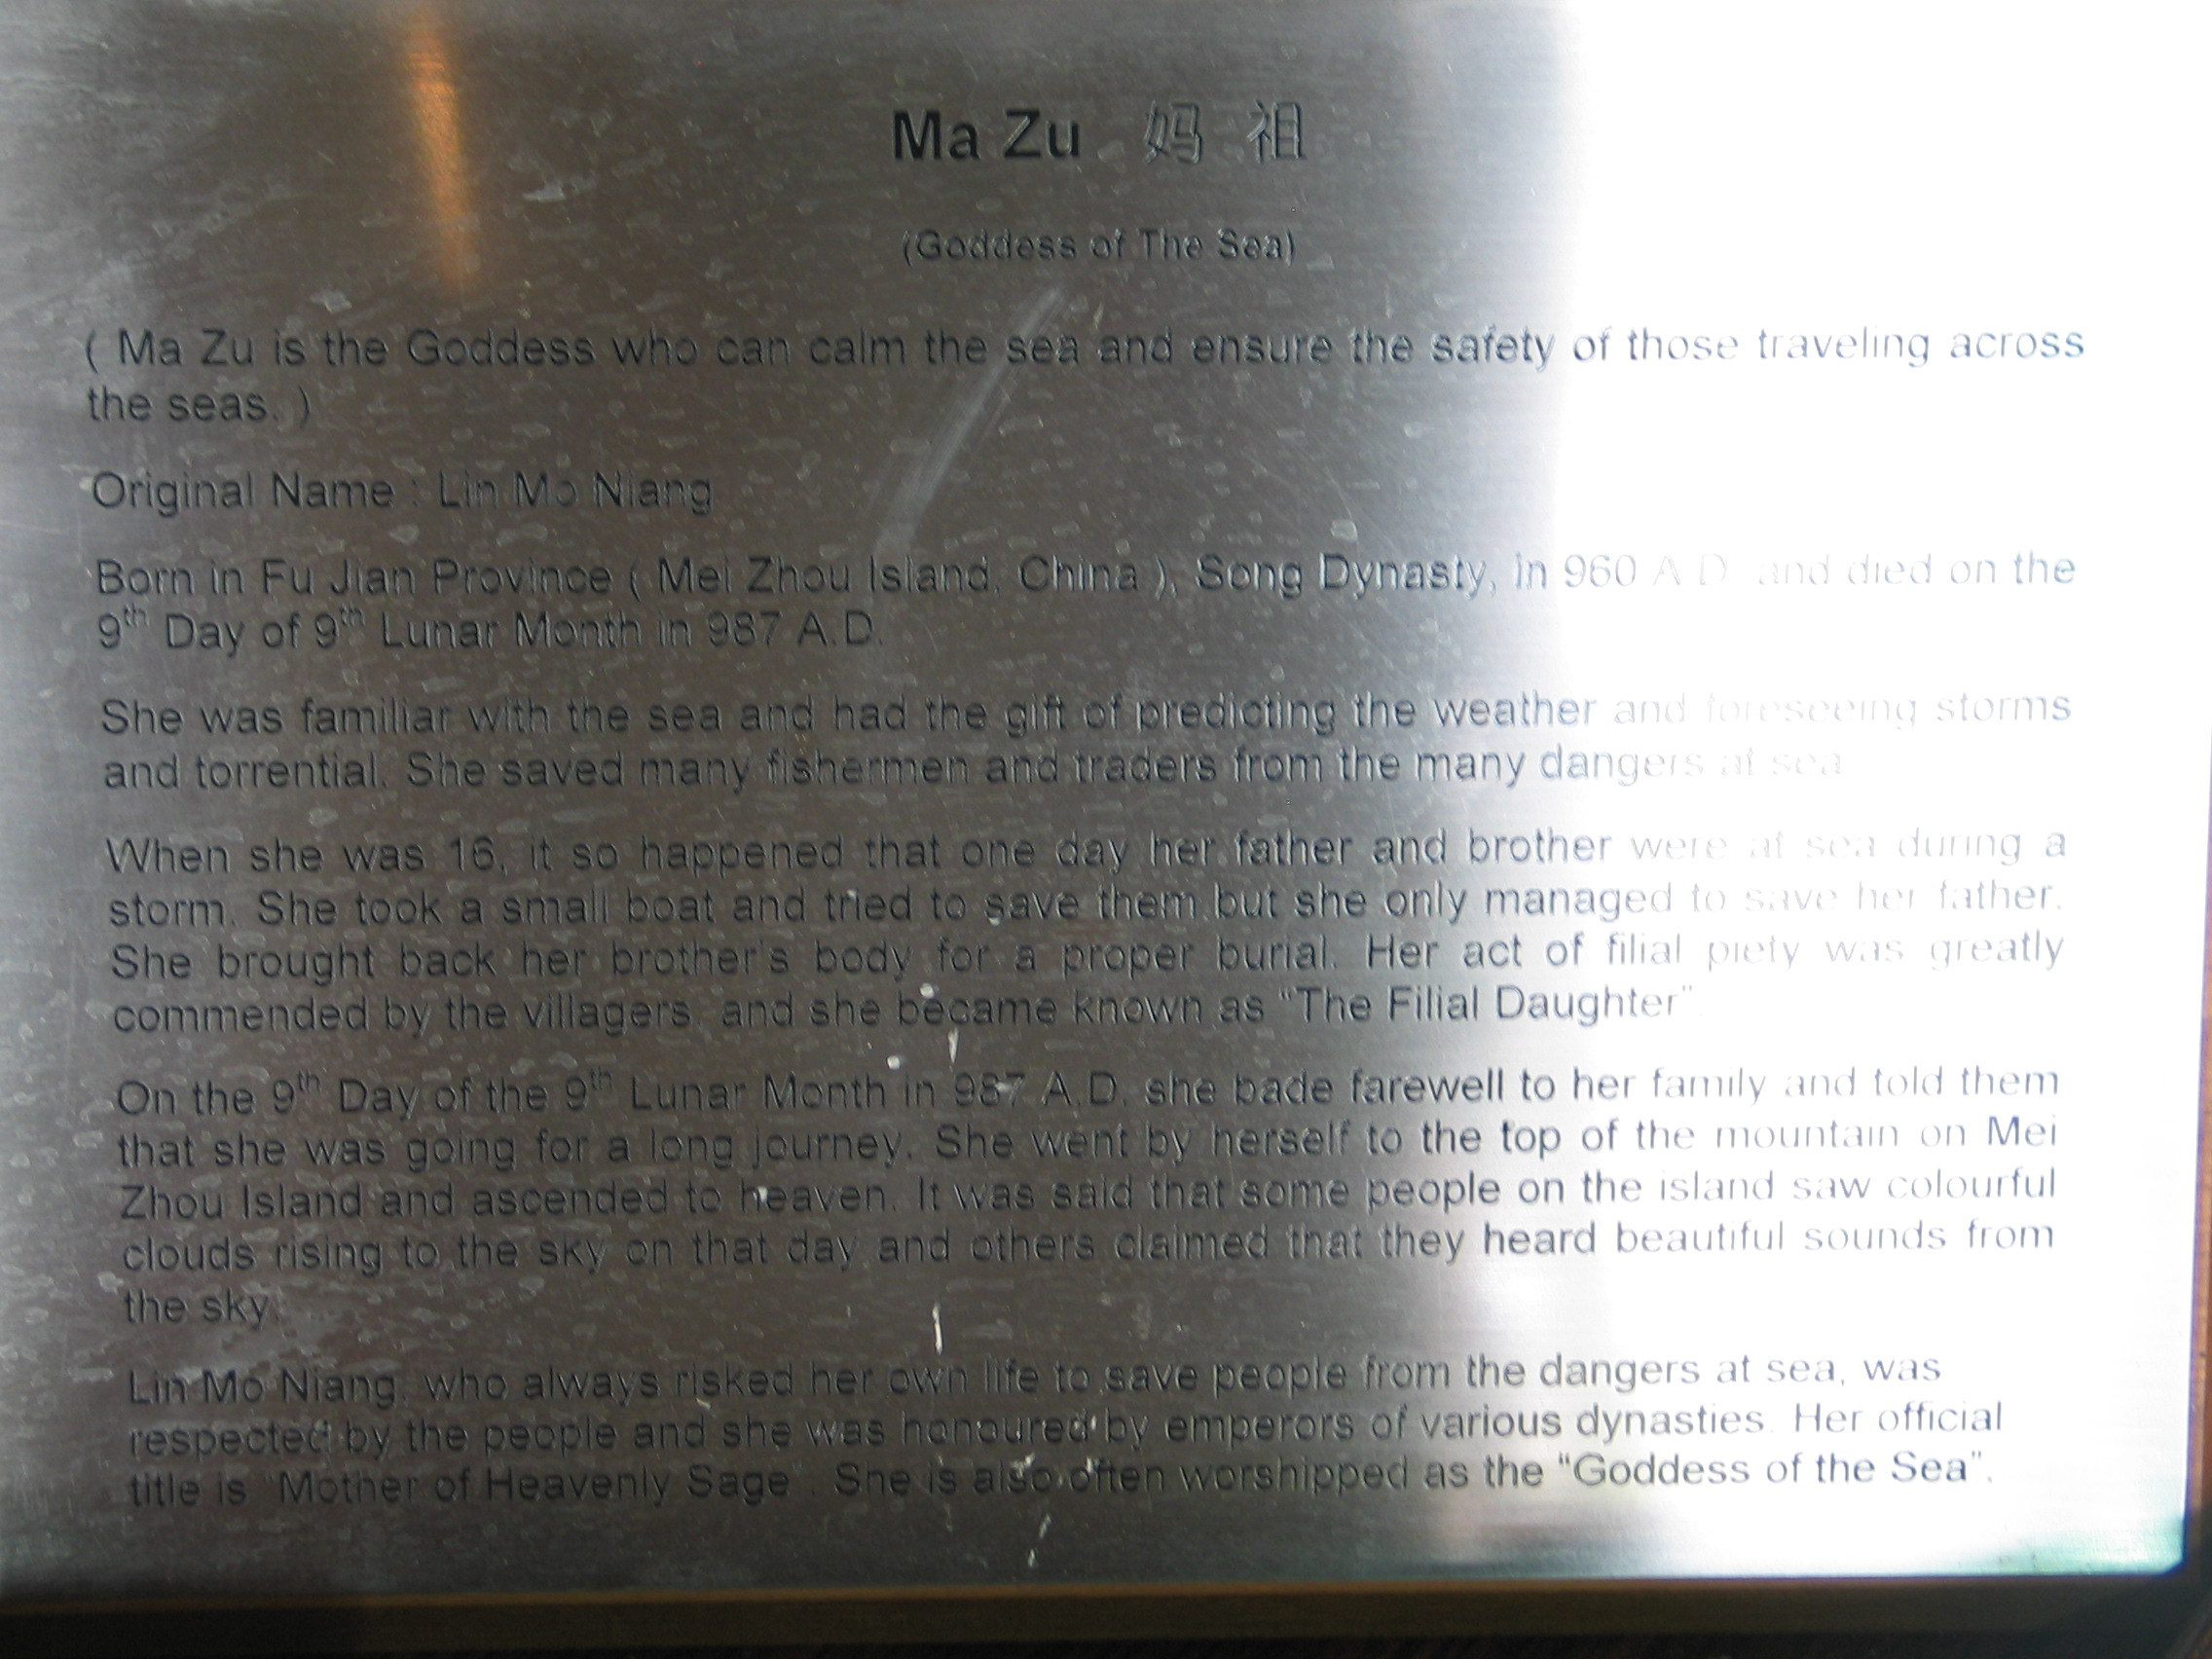 Ma Zu 妈 祖
(Goddess of The Sea)
( Ma Zu is the Goddess who can calm the sea and ensure the safety of those traveling across
the seas. )
Original Name : Lin Mo Niang
Born in Fu Jian Province ( Mei Zhou Island, China ), Song Dynasty, in 960 A.D. and died on the
9th Day of 9th Lunar Month in 987 A.D.
She was familiar with the sea and had the gift of predicting the weather and foreseeing storms
and torrential. She saved many fishermen and traders from the many dangers at sea.
When she was 16, it so happened that one day her father and brother were at sea during a
storm. She took a small boat and tried to save them but she only managed to save her father.
She brought back her brother's body for a proper burial. Her act of filial piety was greatly
commended by the villagers, and she became known as “The Filial Daughter”
On the 9th Day of the 9th Lunar Month in 987 A.D. she bade farewell to her family and told them
that she was going for a long journey. She went by herself to the top of the mountain on Mei
Zhou Island and ascended to heaven. It was said that some people on the island saw colourful
clouds rising to the sky on that day and others claimed that they heard beautiful sounds from
the sky.
Lin Mo Niang, who always risked her own life to save people from the dangers at sea, was
respected by the people and she was honoured by emperors of various dynasties. Her official
title is “Mother of Heavenly Sage”. She is also often worshipped as the “Goddess of the Sea”.